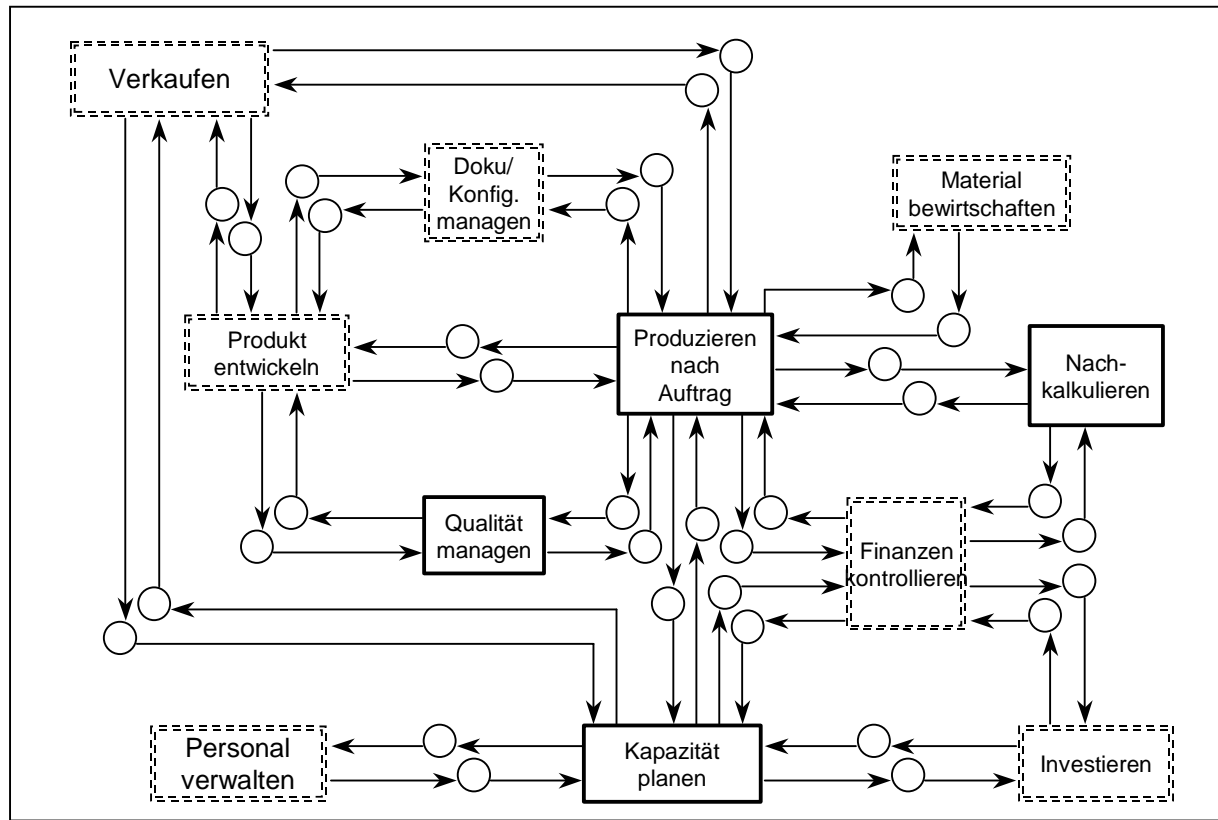 Verkaufen
Doku/
Konfig.
managen
Material
bewirtschaften
Produkt
entwickeln
Produzieren
nach
Auftrag
Nach-
kalkulieren
Qualität
managen
Finanzen
kontrollieren
Personal
verwalten
Kapazität
planen
Investieren